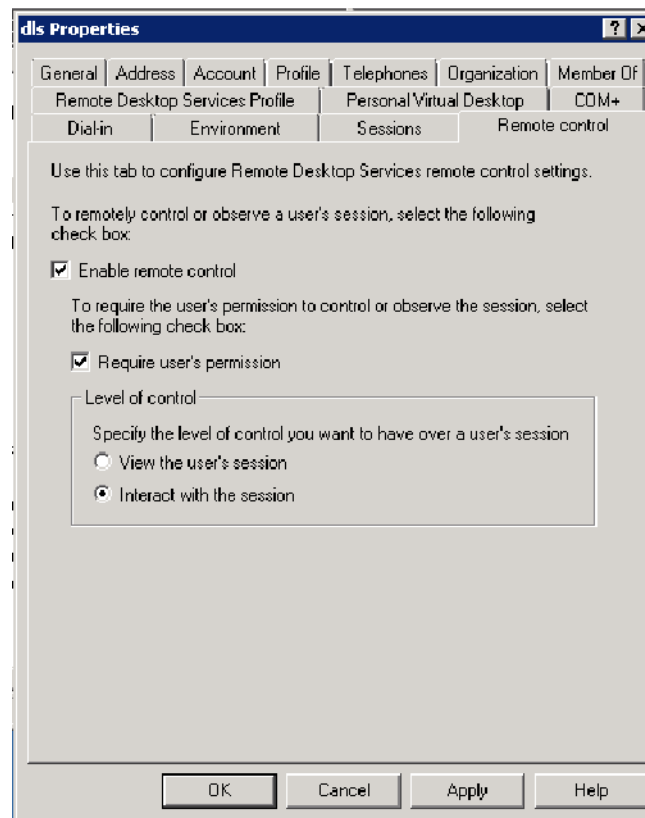 dls Properties
General Address Account Profile Telephones Organization Member Of
Remote Desktop Services Profile Personal Virtual Desktop COM+
Dial-in Environment Sessions Remote control
Use this tab to configure Remote Desktop Services remote control settings.
To remotely control or observe a user's session, select the following
check box:
Enable remote control
To require the user's permission to control or observe the session, select
the following check box:
Require user's permission
Level of control
Specify the level of control you want to have over a user's session
View the user's session
Interact with the session
OK Cancel Apply Help